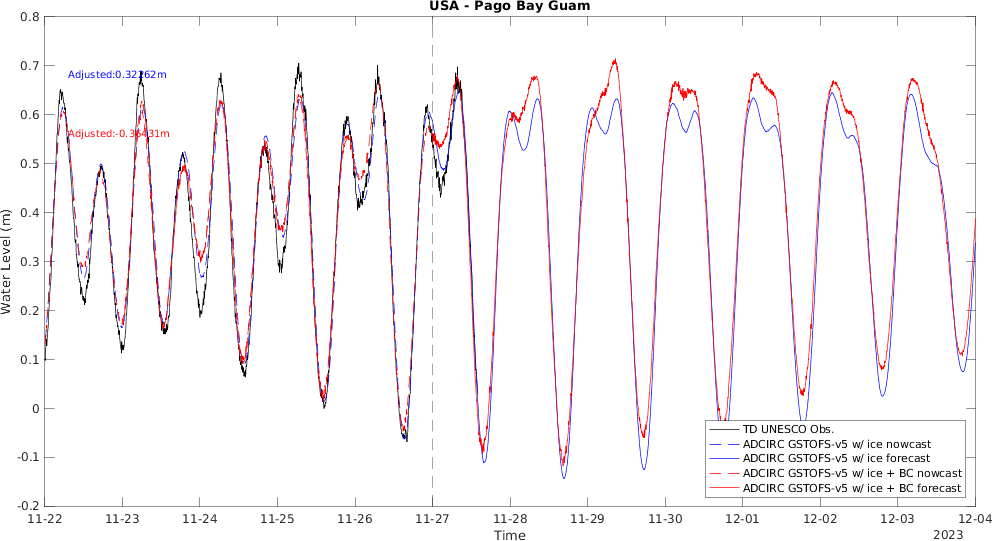 USA - Pago Bay Guam
0.8
0.7
0.6
0.5
0.4
0.3
0.2
0.1
0
-0.1
-0.2
Water Level (m)
Adjusted:-0.36431m
TD UNESCO Obs.
ADCIRC GSTOFS-v5 w/ ice nowcast
ADCIRC GSTOFS-v5 w/ ice forecast
ADCIRC GSTOFS-v5 w/ ice + BC nowcast
ADCIRC GSTOFS-v5 w/ ice + BC forecast
11-22 11-23 11-24 11-25 11-26 11-27 11-28 11-29 11-30 12-01 12-02 12-03 12-04
Time
2023